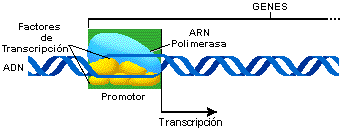 GENES
Factores
de
Transcripción
ARN
Polimerasa
ADN
Promotor
Transcripción